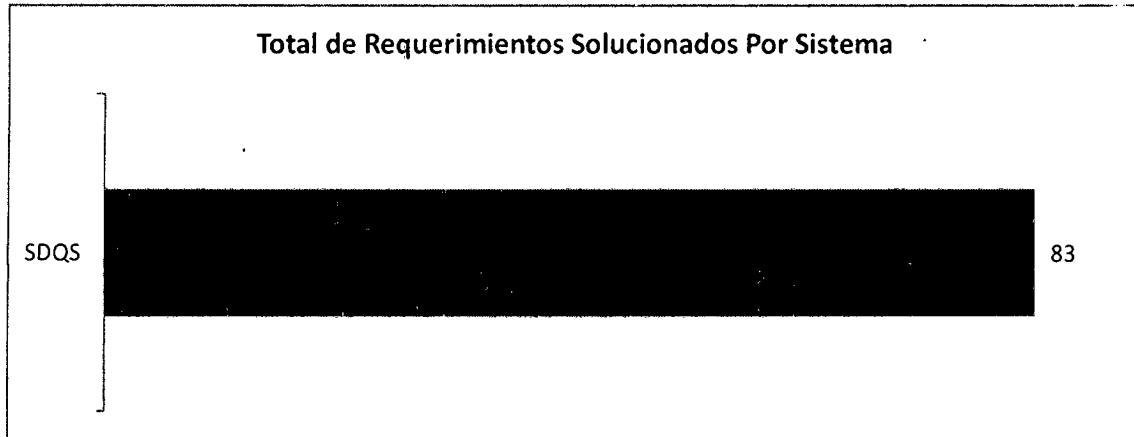 Total de Requerimientos Solucionados Por Sistema
SDQS
83